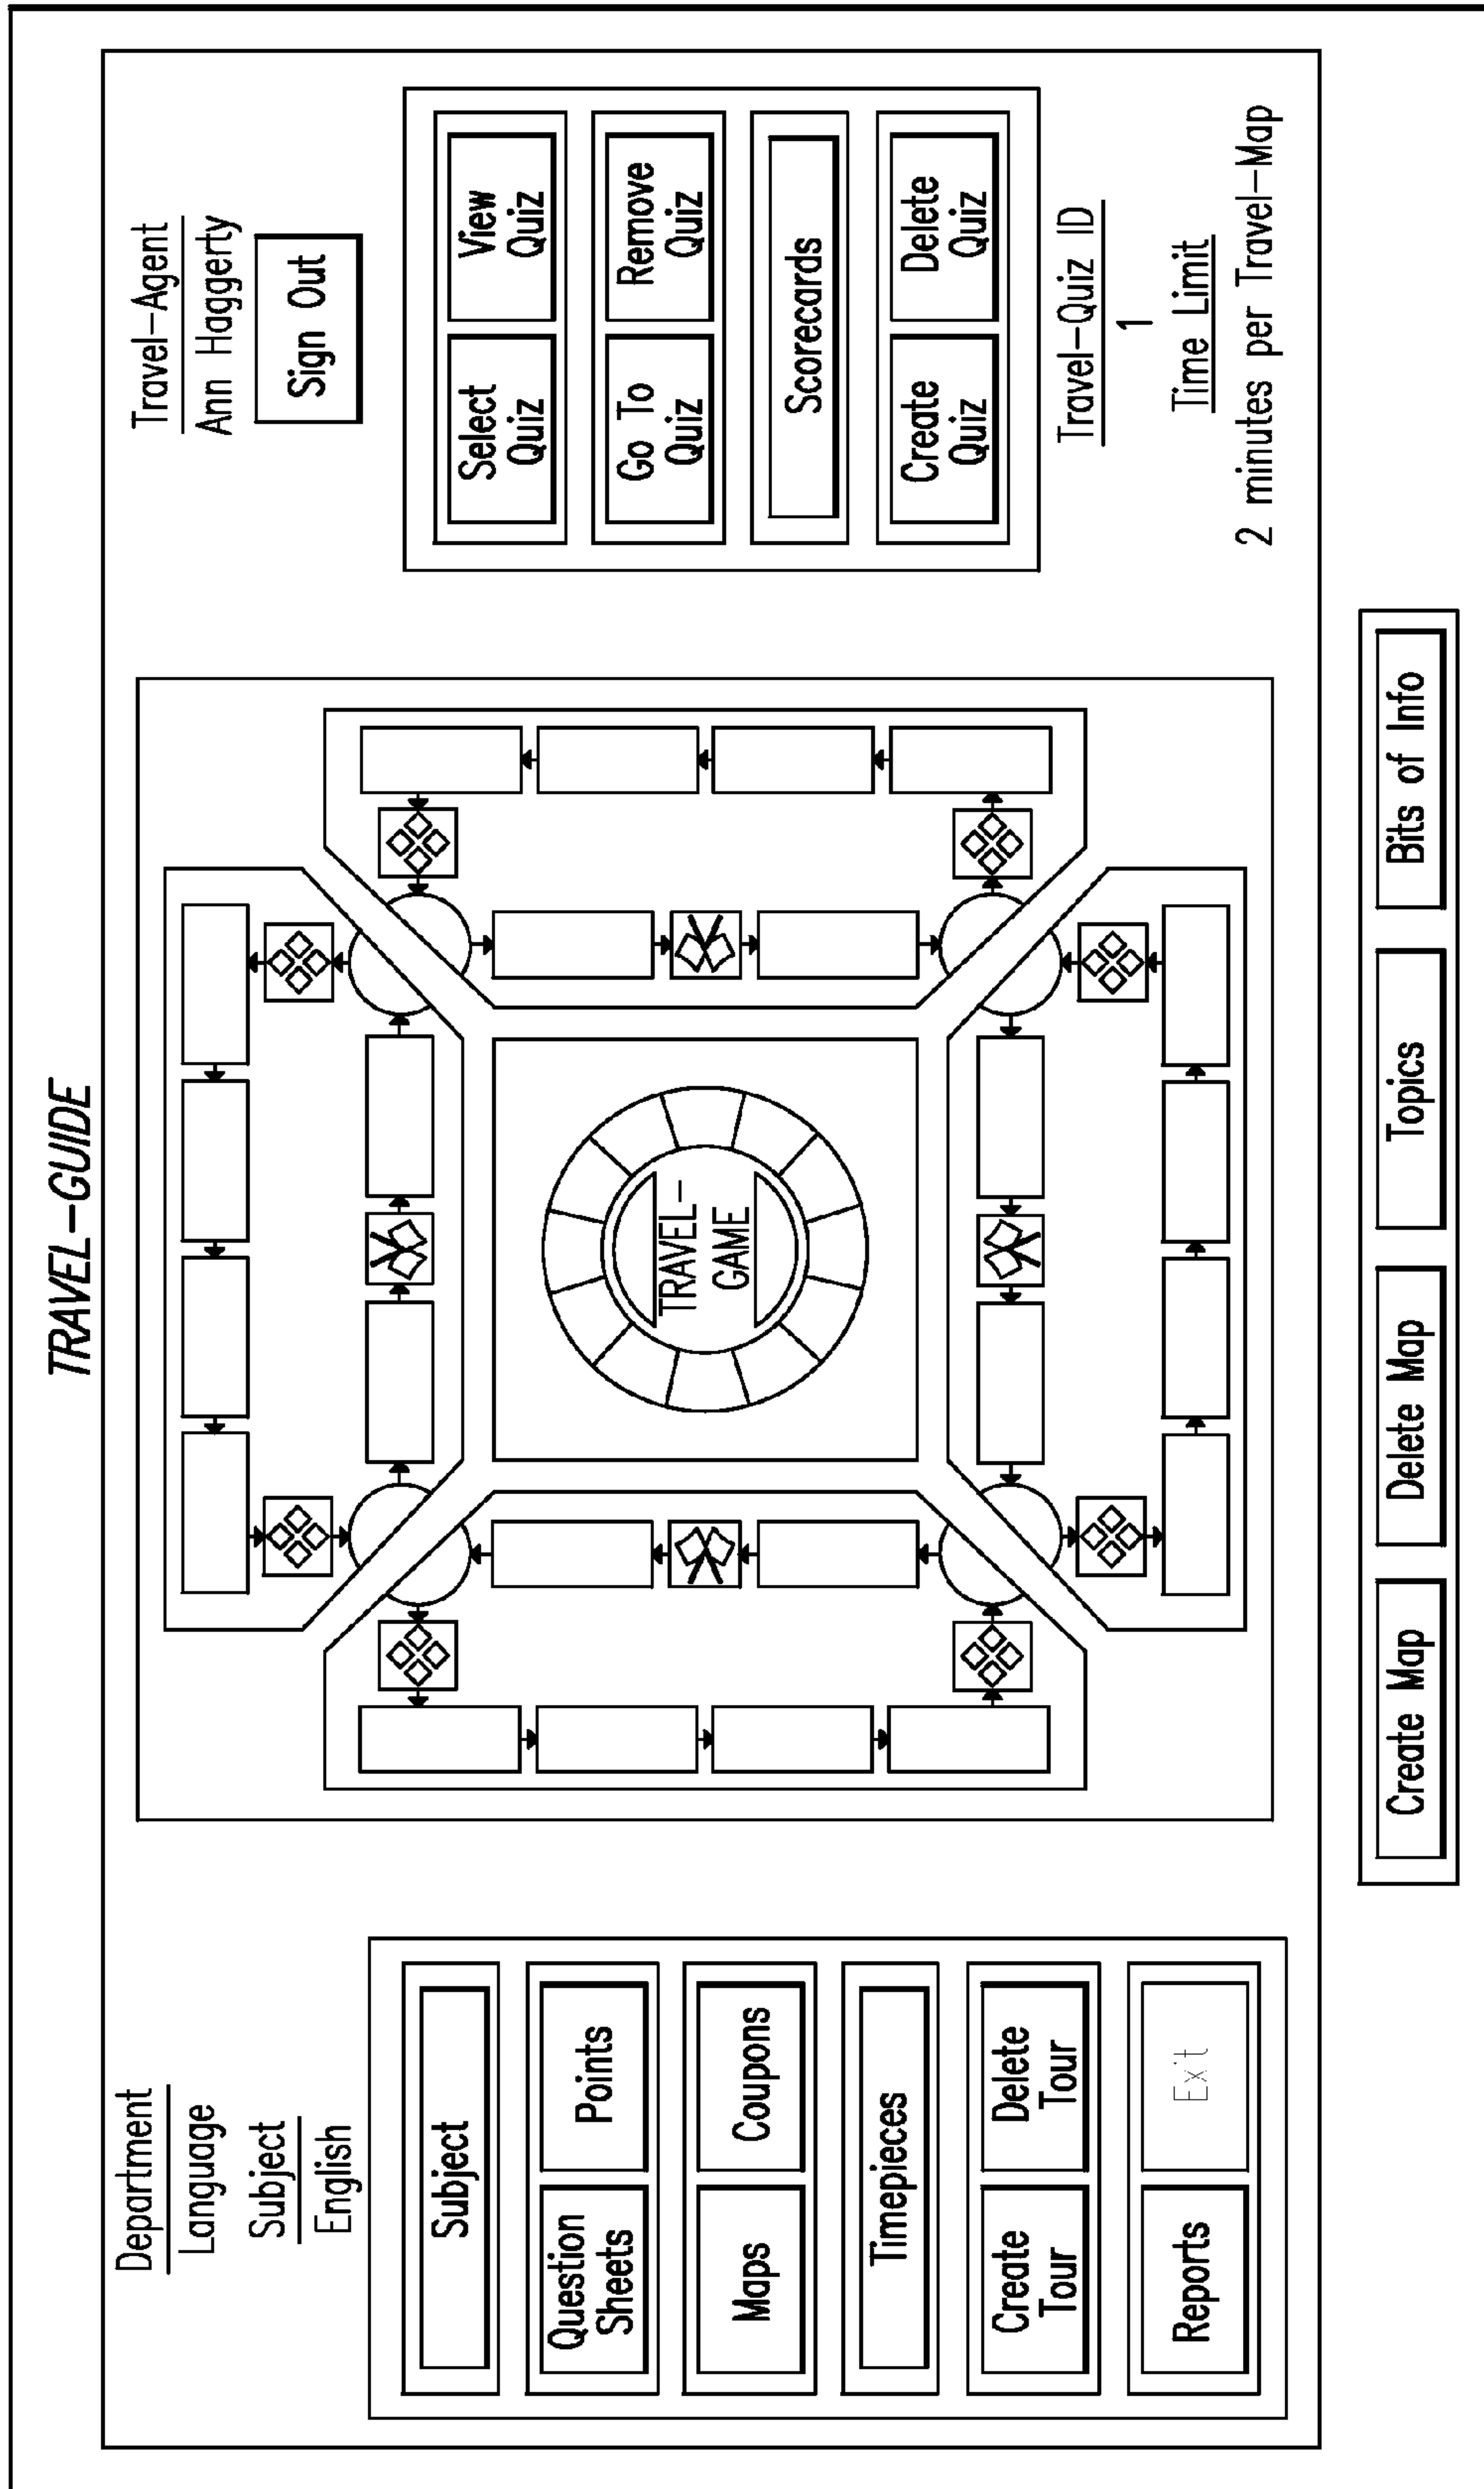 TRAVEL-GUIDE
Department
Language
Subject
English
Subject
Question
Sheets
Points
Maps
Coupons
Timepieces
Create
Tour
Delete
Tour
Reports
Exit
TRAVEL-
GAME
Travel-Agent
Ann Haggerty
Sign Out
Select
Quiz
View
Quiz
Go To
Quiz
Remove
Quiz
Scorecards
Create
Quiz
Delete
Quiz
Travel-Quiz ID
1
Time Limit
2 minutes per Travel-Map
Create Map
Delete Map
Topics
Bits of Info